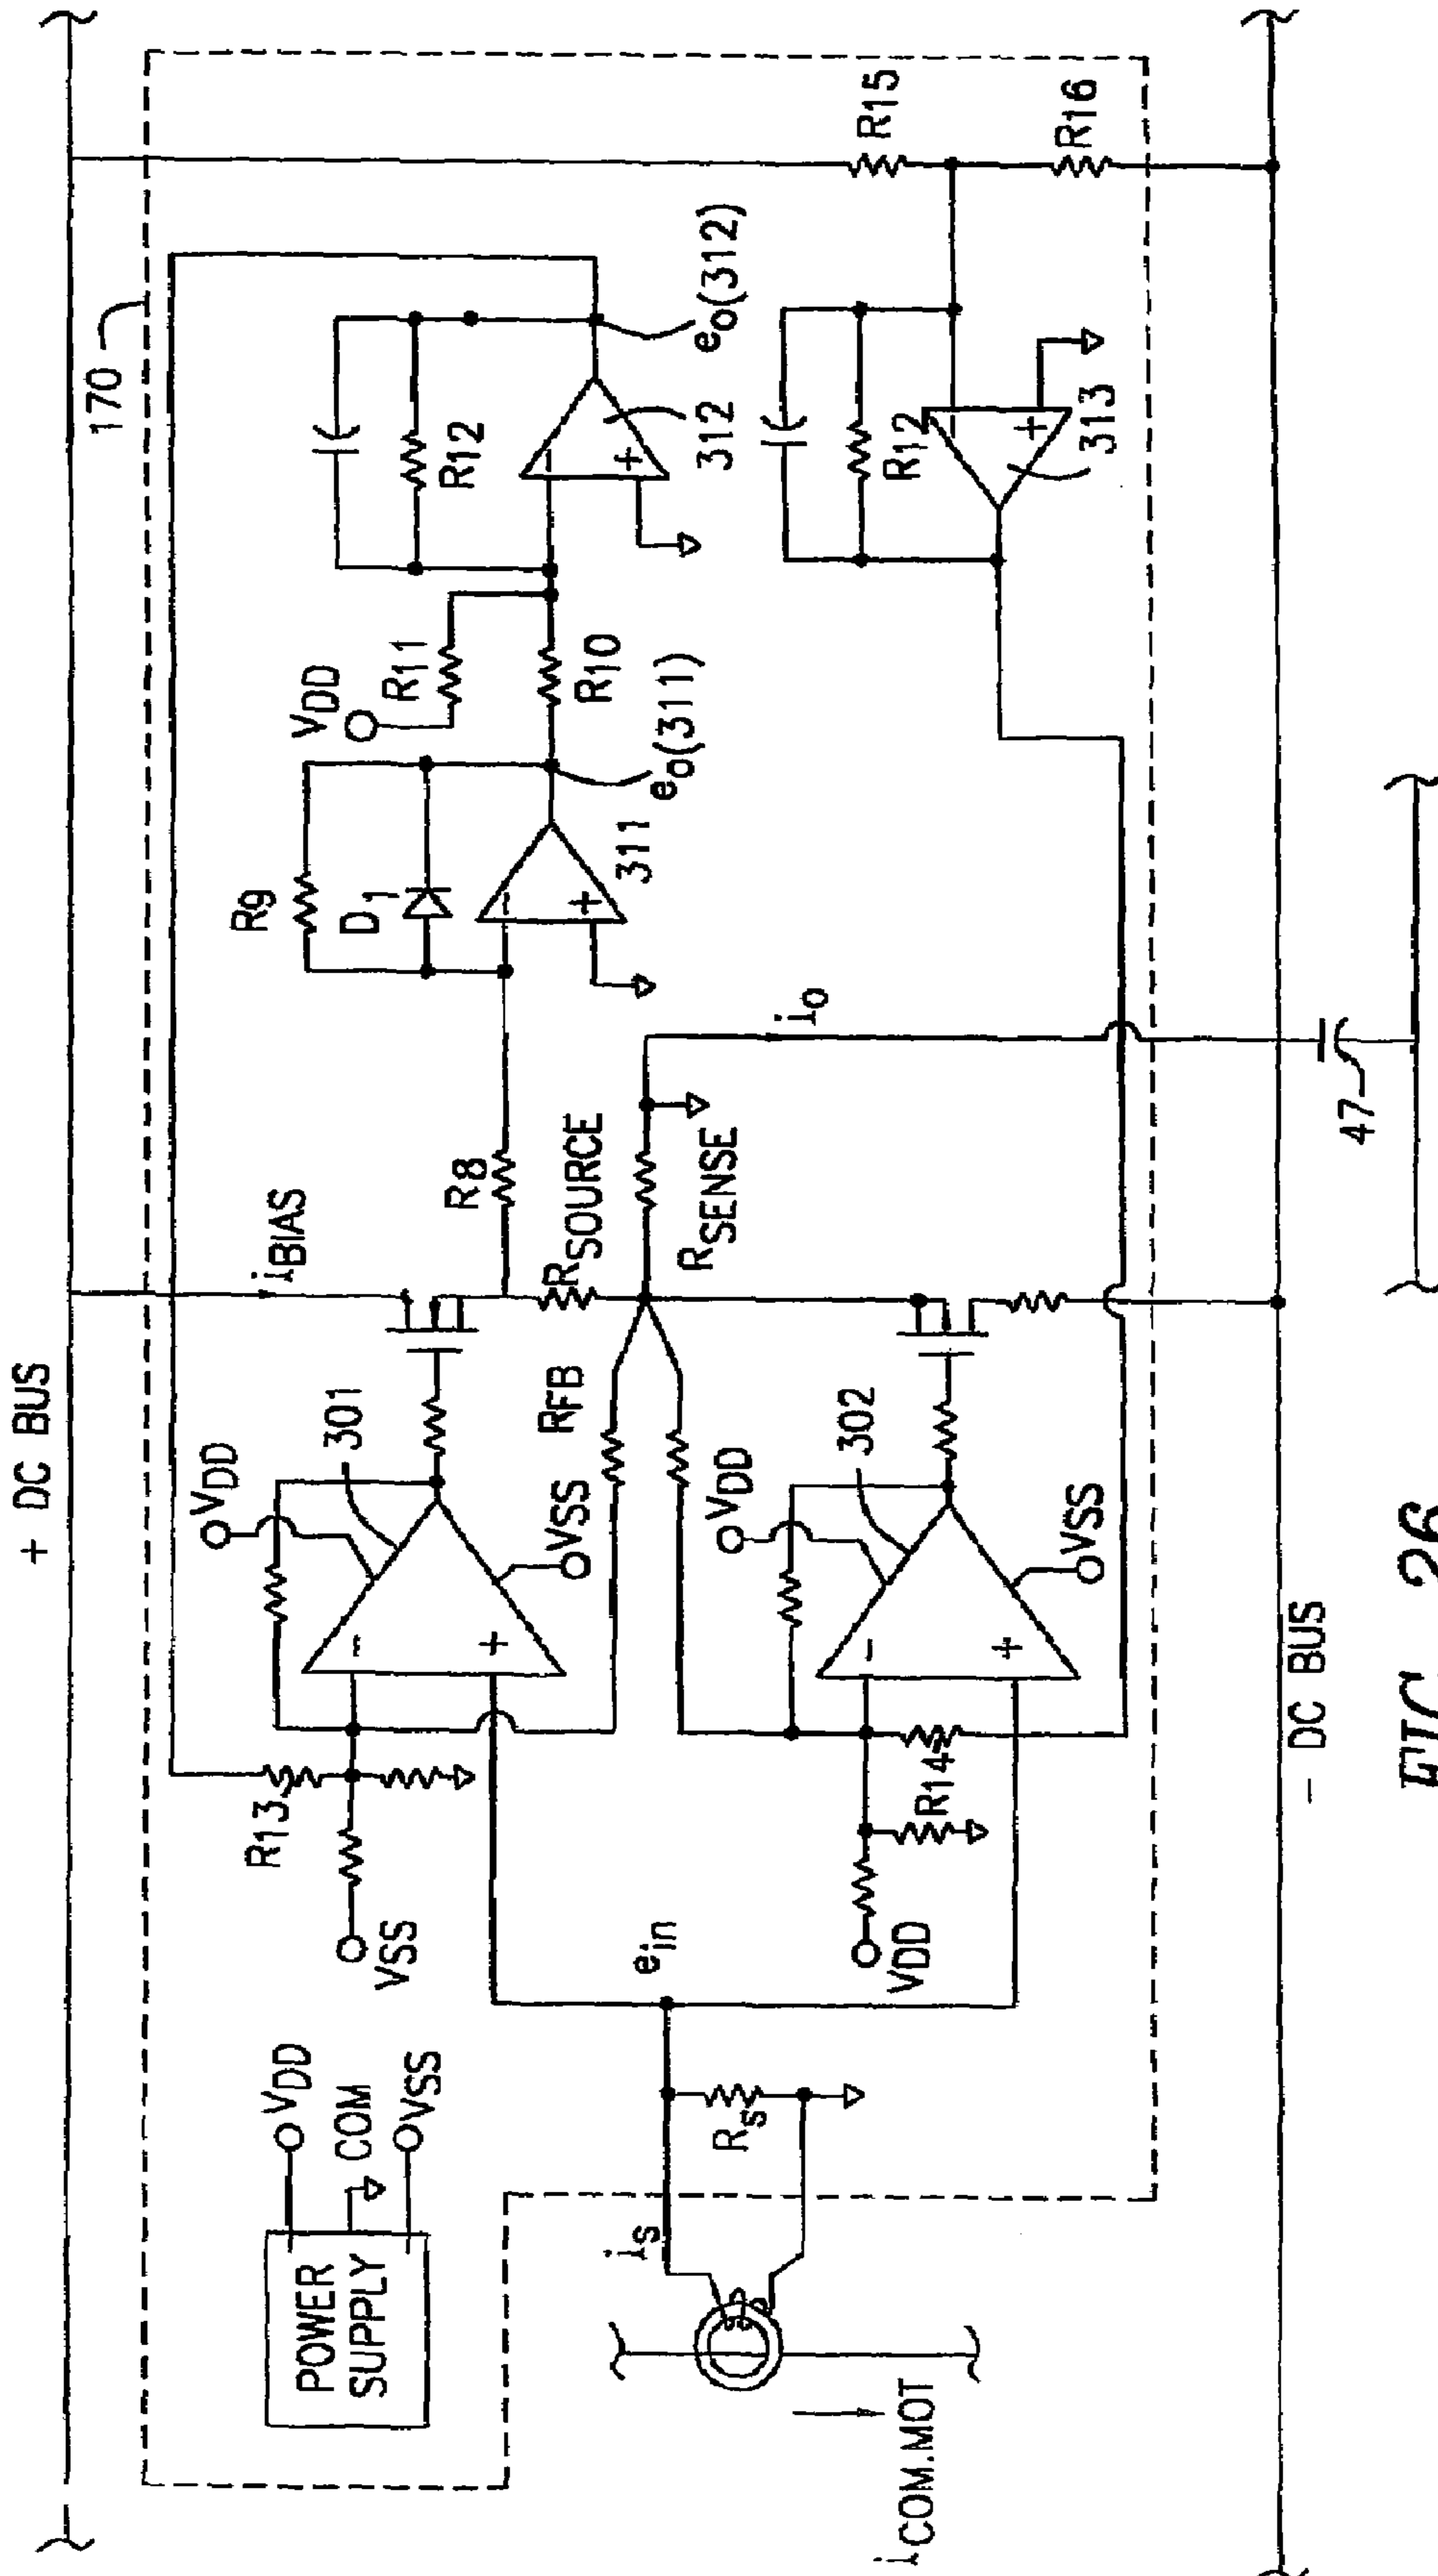 + DC BUS
170
POWER
SUPPLY
VDD
COM
VSS
R13
VSS
VDD
301
VSS
iBIAS
R9
D1
311
VDD
R11
R12
R8
R10
eo(311)
312
eo(312)
RFB
RSOURCE
RSENSE
io
is
Rs
ein
iCOM.MOT
VDD
R14
VDD
302
VSS
R12
313
R15
R16
- DC BUS
47
FIG. 26